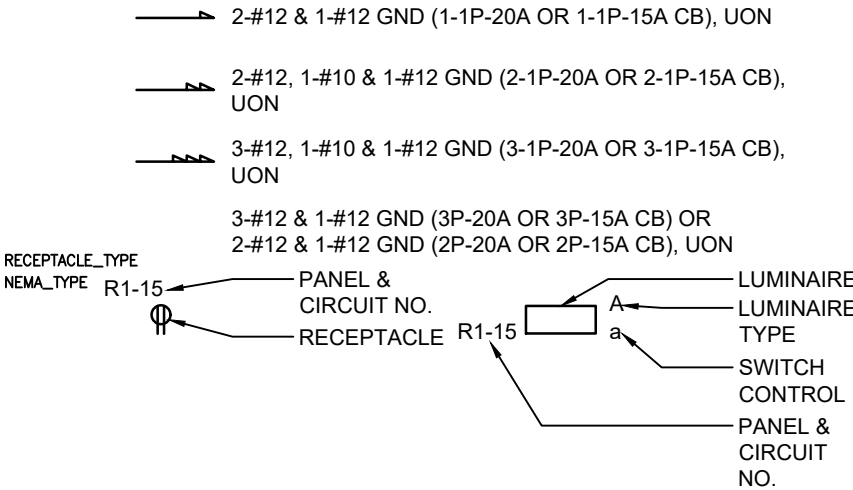 2-#12 & 1-#12 GND (1-1P-20A OR 1-1P-15A CB), UON
2-#12, 1-#10 & 1-#12 GND (2-1P-20A OR 2-1P-15A CB),
UON
3-#12, 1-#10 & 1-#12 GND (3-1P-20A OR 3-1P-15A CB),
UON
3-#12 & 1-#12 GND (3P-20A OR 3P-15A CB) OR
2-#12 & 1-#12 GND (2P-20A OR 2P-15A CB), UON
RECEPTACLE_TYPE
NEMA_TYPE
R1-15
PANEL &
CIRCUIT NO.
RECEPTACLE
R1-15
A
a
LUMINAIRE
LUMINAIRE
TYPE
SWITCH
CONTROL
PANEL &
CIRCUIT
NO.